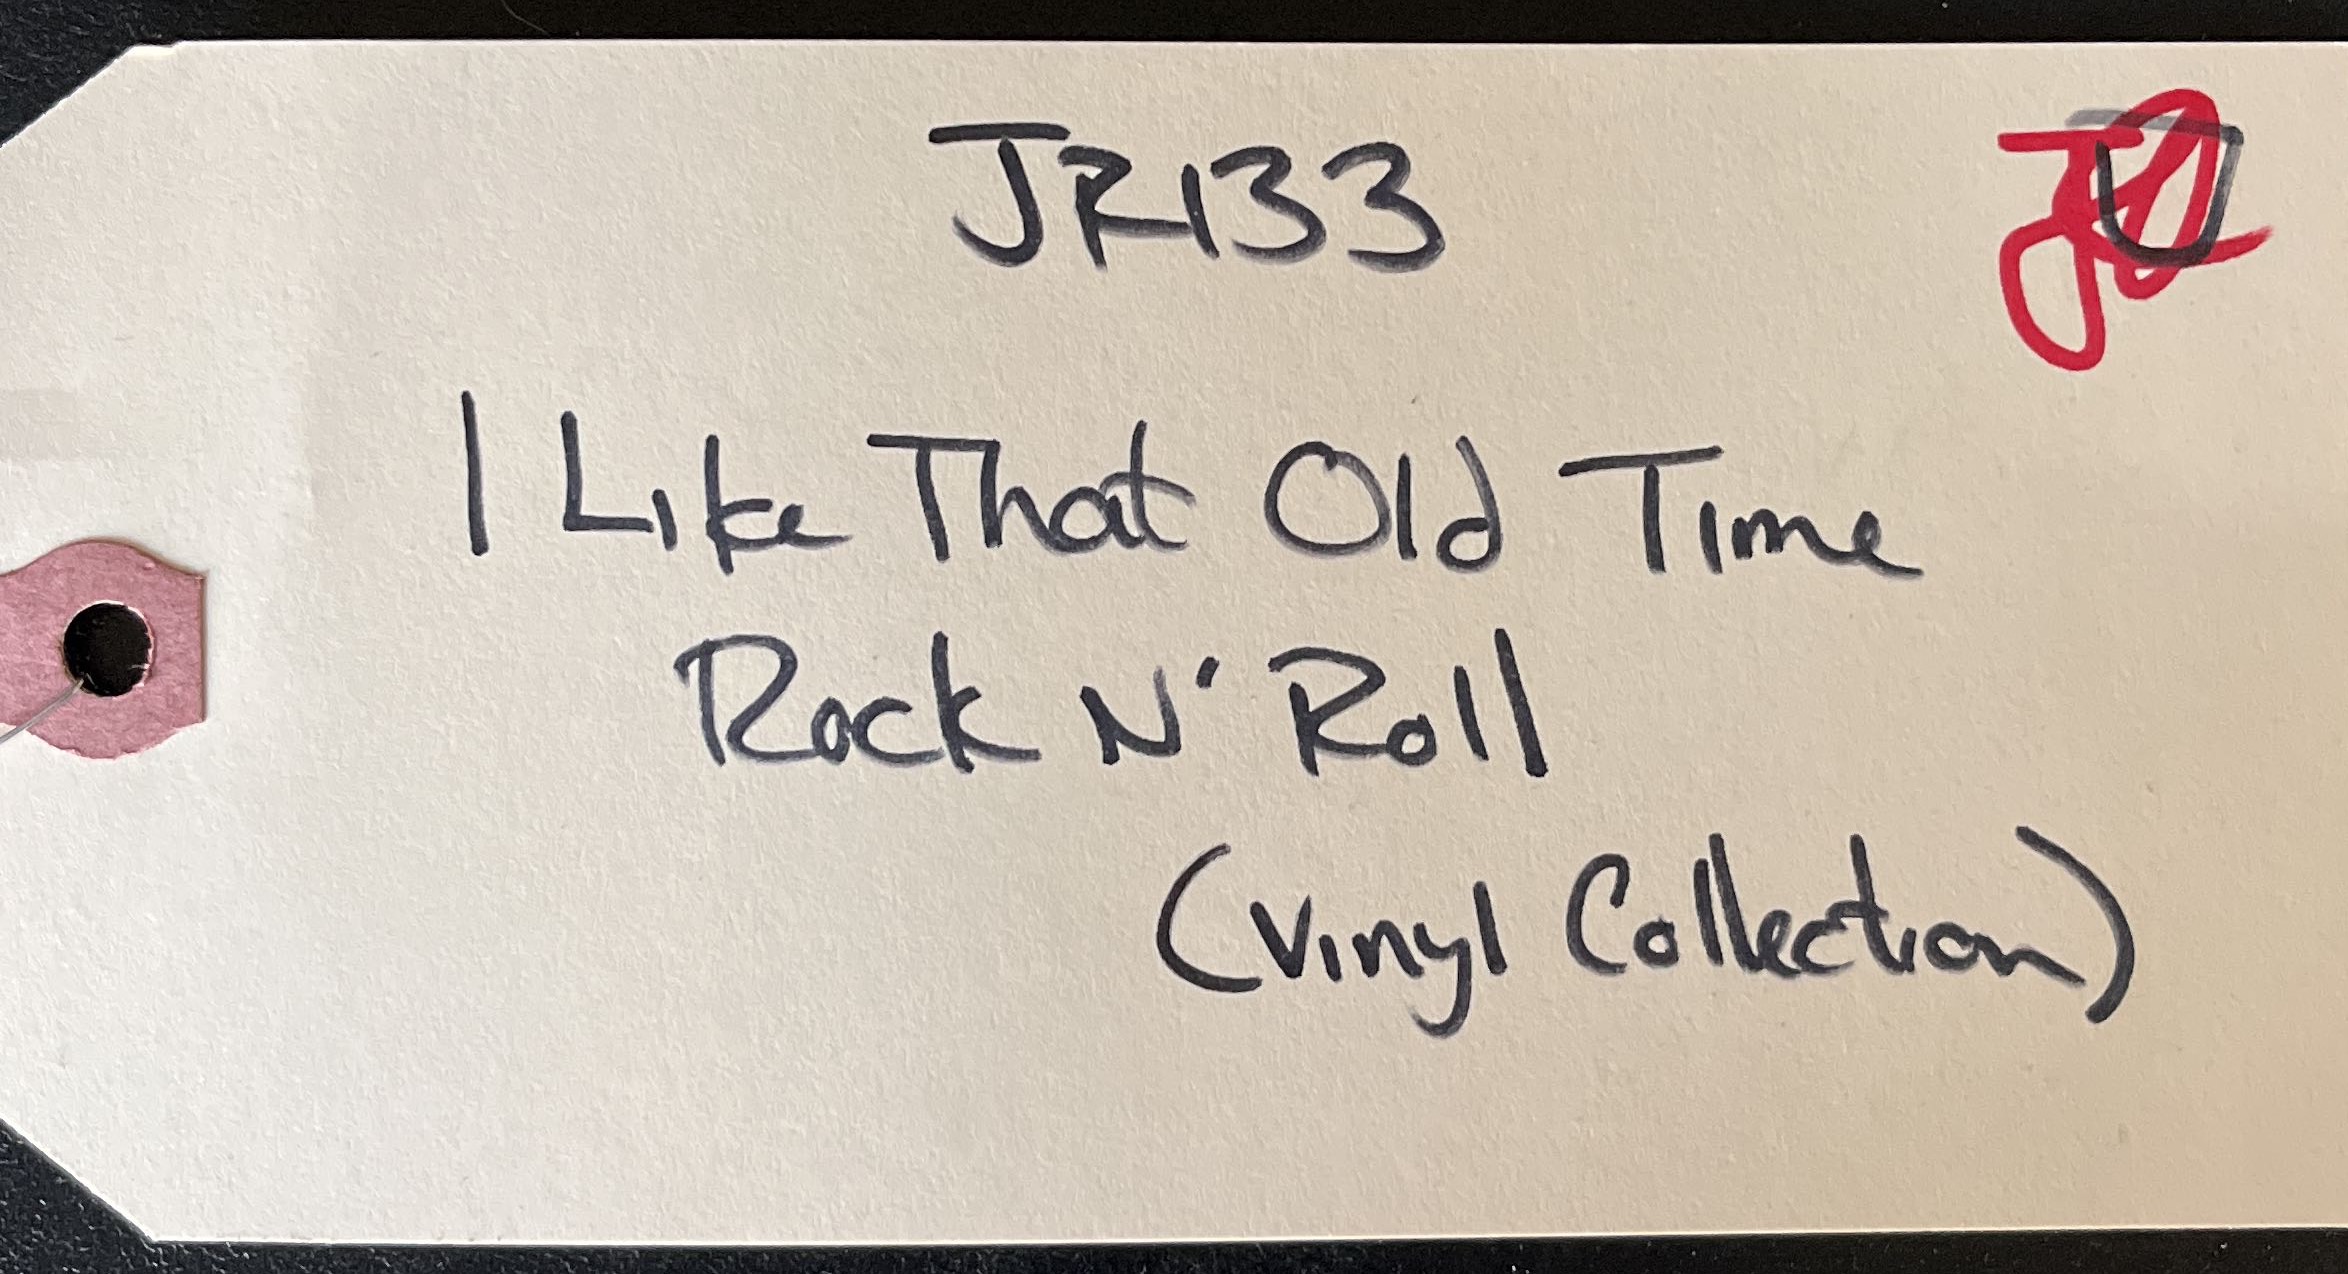 JR133
I Like That Old Time
Rock N' Roll
(Vinyl Collection)